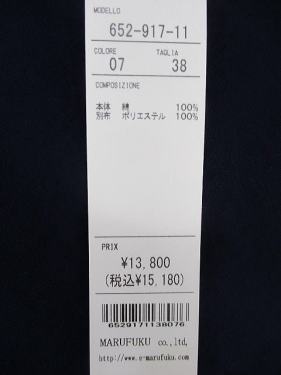 MODELLO
652-917-11
COLORE TAGLIA
07 38
COMPOSIZIONE
本体 綿 100%
別布 ポリエステル 100%
PRIX
¥13,800
(税込¥15,180)
6529171138076
MARUFUKU co.,ltd.
http://www.e-marufuku.com/